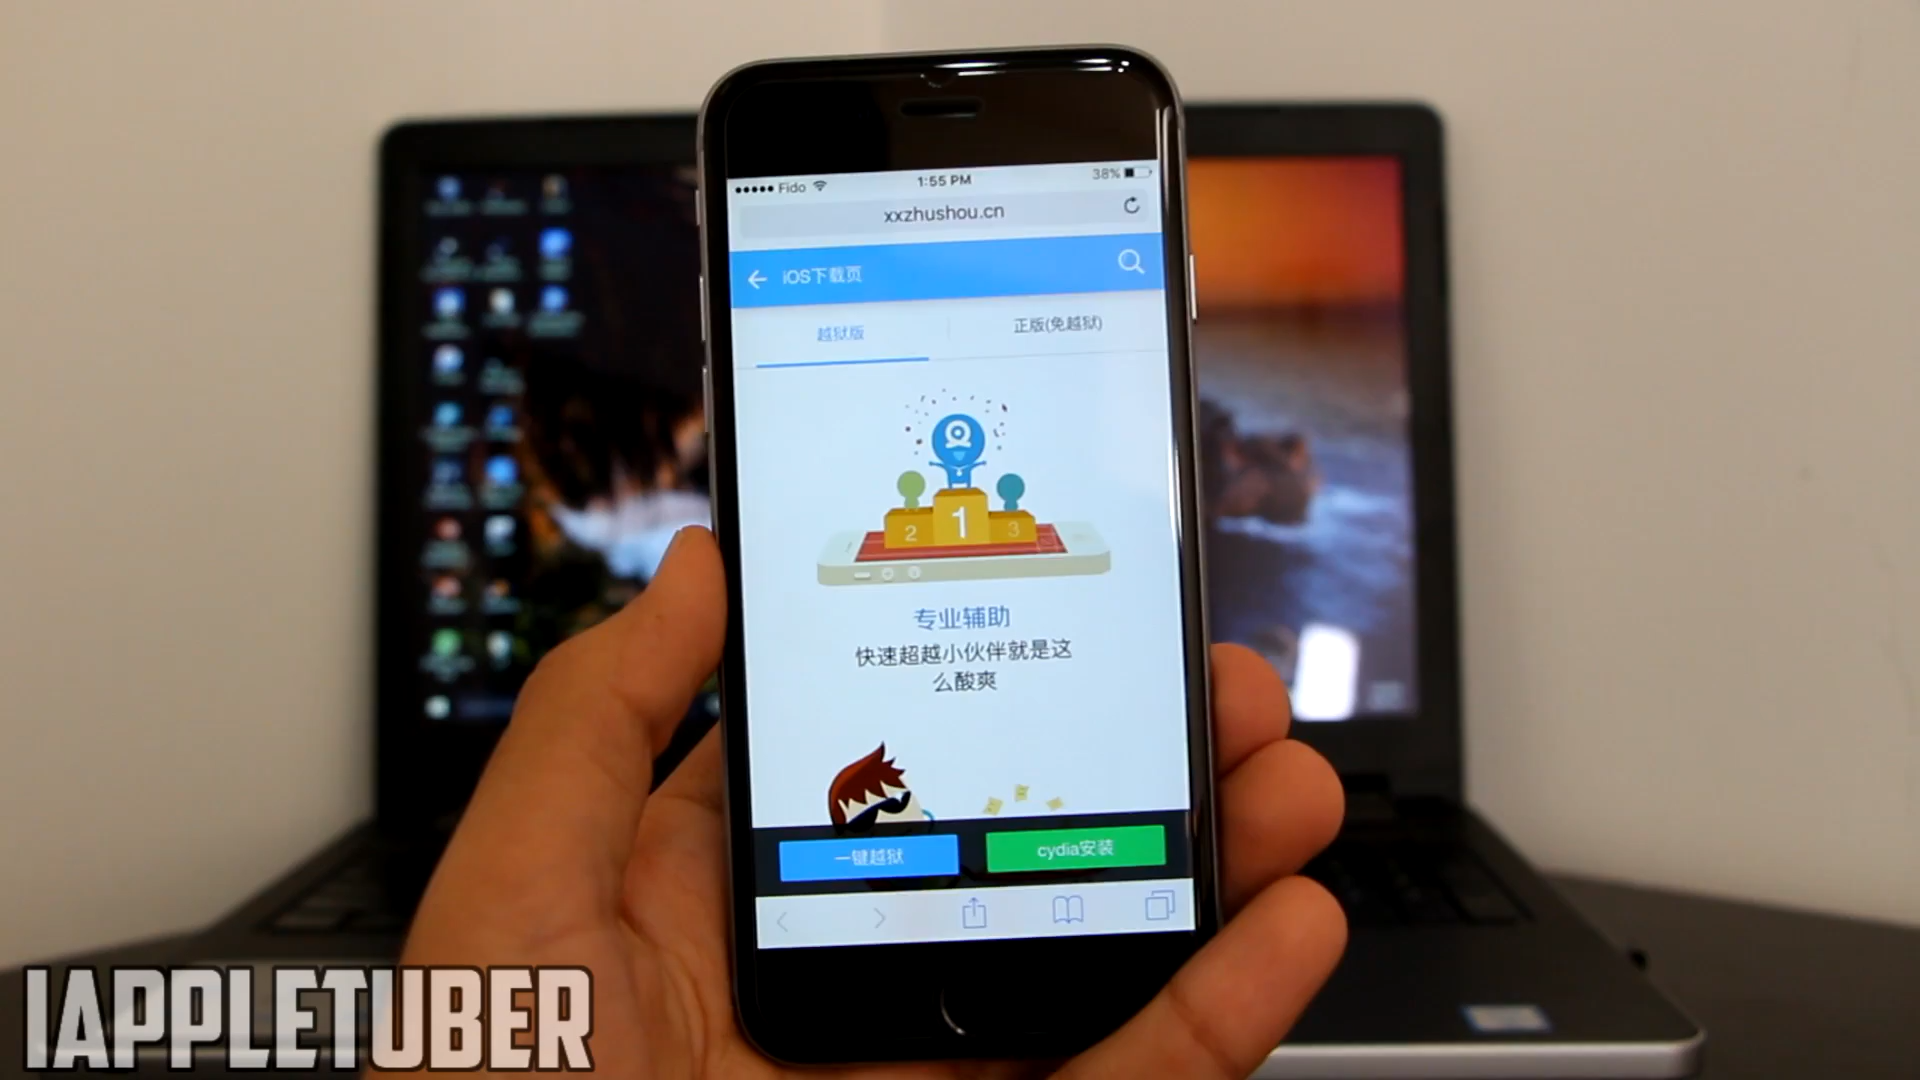 Fido
1:55 PM
38%
xxzhushou.cn
iOS下载页
越狱版
正版(免越狱)
1
2
3
专业辅助
快速超越小伙伴就是这
么酸爽
一键越狱
cydia安装
IAPPLETUBER